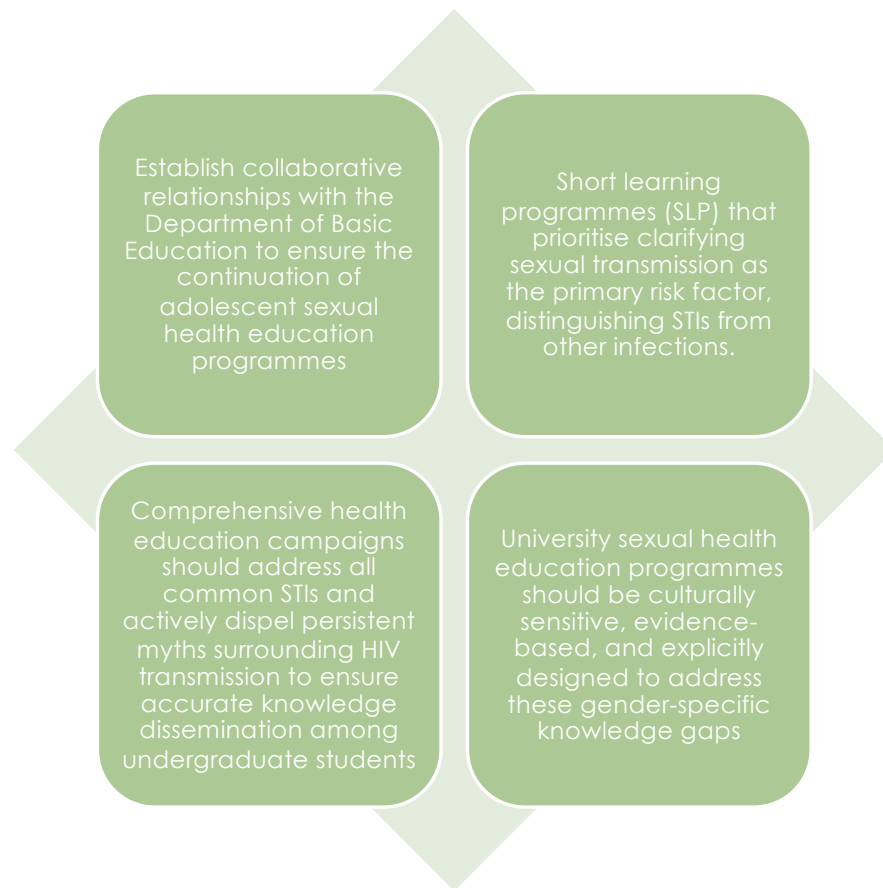 Establish collaborative
relationships with the
Department of Basic
Education to ensure the
continuation of
adolescent sexual
health education
programmes
Short learning
programmes (SLP) that
prioritise clarifying
sexual transmission as
the primary risk factor,
distinguishing STIs from
other infections.
Comprehensive health
education campaigns
should address all
common STIs and
actively dispel persistent
myths surrounding HIV
transmission to ensure
accurate knowledge
dissemination among
undergraduate students
University sexual health
education programmes
should be culturally
sensitive, evidence-
based, and explicitly
designed to address
these gender-specific
knowledge gaps